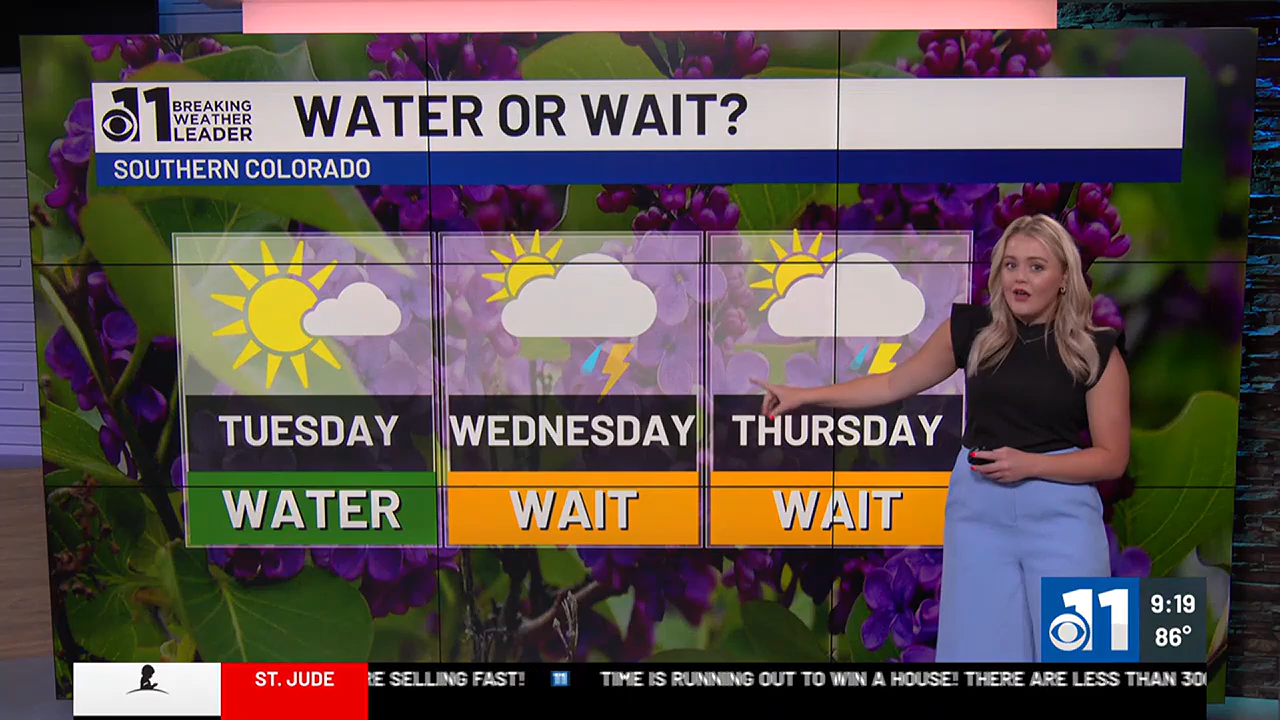 11 BREAKING
WEATHER
LEADER
WATER OR WAIT?
SOUTHERN COLORADO
TUESDAY
WEDNESDAY
THURSDAY
WATER
WAIT
WAIT
11
9:19
86°
ST. JUDE
SELLING FAST!
11
TIME IS RUNNING OUT TO WIN A HOUSE! THERE ARE LESS THAN